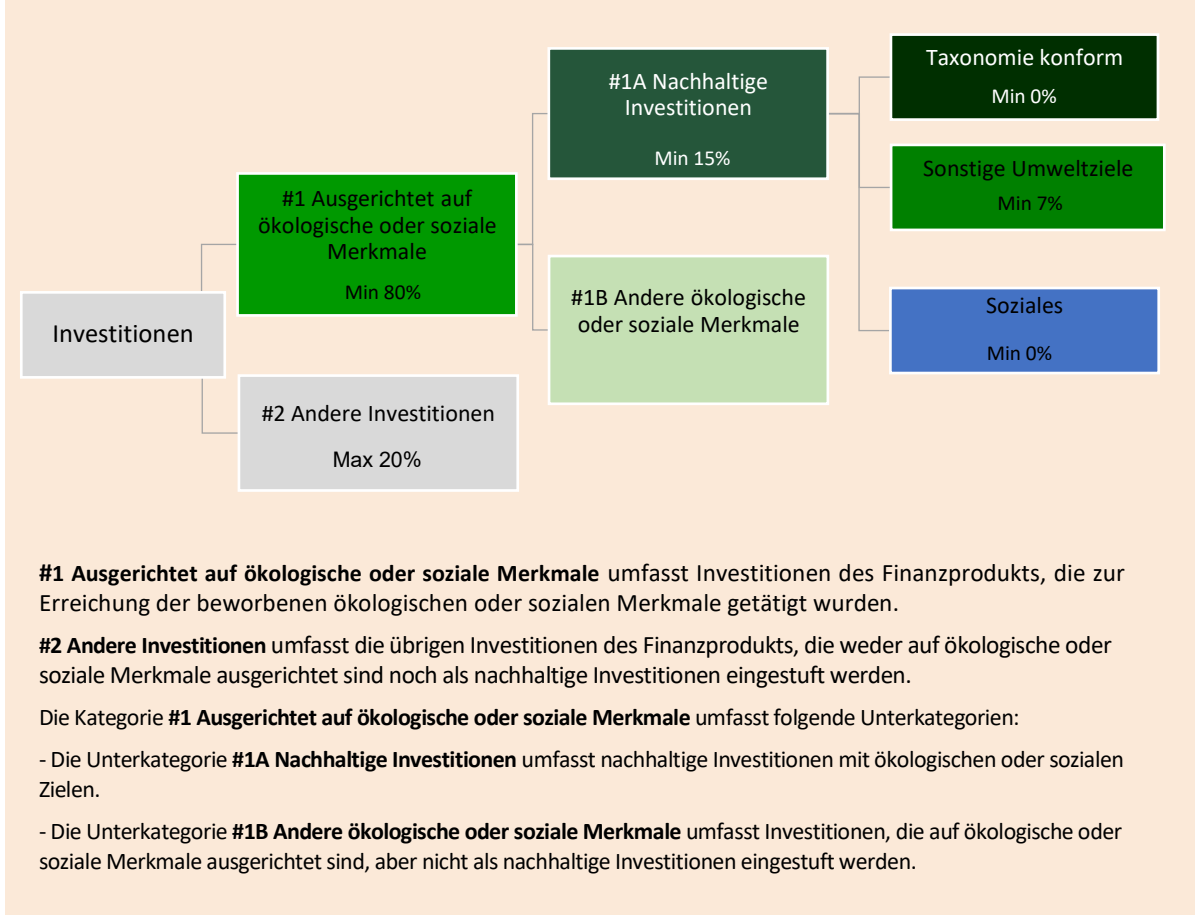 Investitionen
#1 Ausgerichtet auf
ökologische oder soziale
Merkmale
Min 80%
#2 Andere Investitionen
Max 20%
#1A Nachhaltige
Investitionen
Min 15%
#1B Andere ökologische
oder soziale Merkmale
Taxonomie konform
Min 0%
Sonstige Umweltziele
Min 7%
Soziales
Min 0%
#1 Ausgerichtet auf ökologische oder soziale Merkmale umfasst Investitionen des Finanzprodukts, die zur
Erreichung der beworbenen ökologischen oder sozialen Merkmale getätigt wurden.
#2 Andere Investitionen umfasst die übrigen Investitionen des Finanzprodukts, die weder auf ökologische oder
soziale Merkmale ausgerichtet sind noch als nachhaltige Investitionen eingestuft werden.
Die Kategorie #1 Ausgerichtet auf ökologische oder soziale Merkmale umfasst folgende Unterkategorien:
- Die Unterkategorie #1A Nachhaltige Investitionen umfasst nachhaltige Investitionen mit ökologischen oder sozialen
Zielen.
- Die Unterkategorie #1B Andere ökologische oder soziale Merkmale umfasst Investitionen, die auf ökologische oder
soziale Merkmale ausgerichtet sind, aber nicht als nachhaltige Investitionen eingestuft werden.